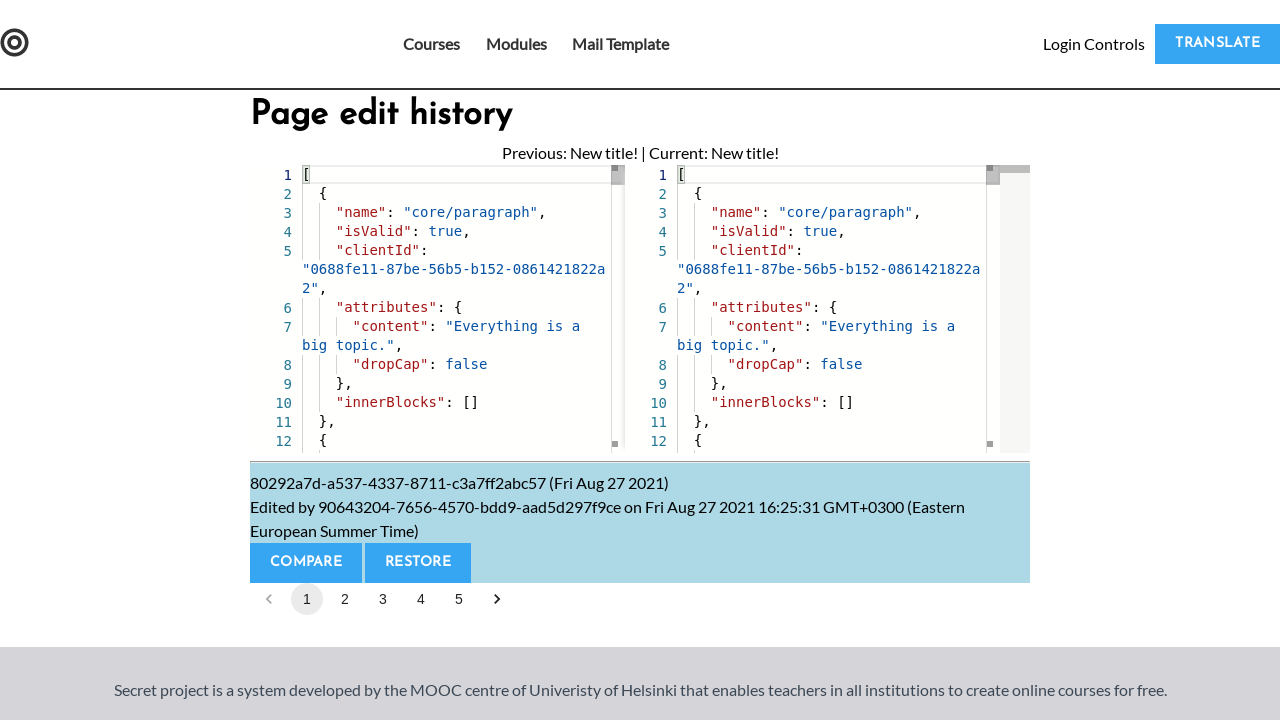 Courses Modules Mail Template Login Controls TRANSLATE
Page edit history
Previous: New title! | Current: New title!
1 [
2 {
3 "name": "core/paragraph",
4 "isValid": true,
5 "clientId":
"0688fe11-87be-56b5-b152-0861421822a
2",
6 "attributes": {
7 "content": "Everything is a
big topic.",
8 "dropCap": false
9 },
10 "innerBlocks": []
11 },
12 {
1 [
2 {
3 "name": "core/paragraph",
4 "isValid": true,
5 "clientId":
"0688fe11-87be-56b5-b152-0861421822a
2",
6 "attributes": {
7 "content": "Everything is a
big topic.",
8 "dropCap": false
9 },
10 "innerBlocks": []
11 },
12 {
80292a7d-a537-4337-8711-c3a7ff2abc57 (Fri Aug 27 2021)
Edited by 90643204-7656-4570-bdd9-aad5d297f9ce on Fri Aug 27 2021 16:25:31 GMT+0300 (Eastern
European Summer Time)
COMPARE RESTORE
1 2 3 4 5
Secret project is a system developed by the MOOC centre of Univeristy of Helsinki that enables teachers in all institutions to create online courses for free.